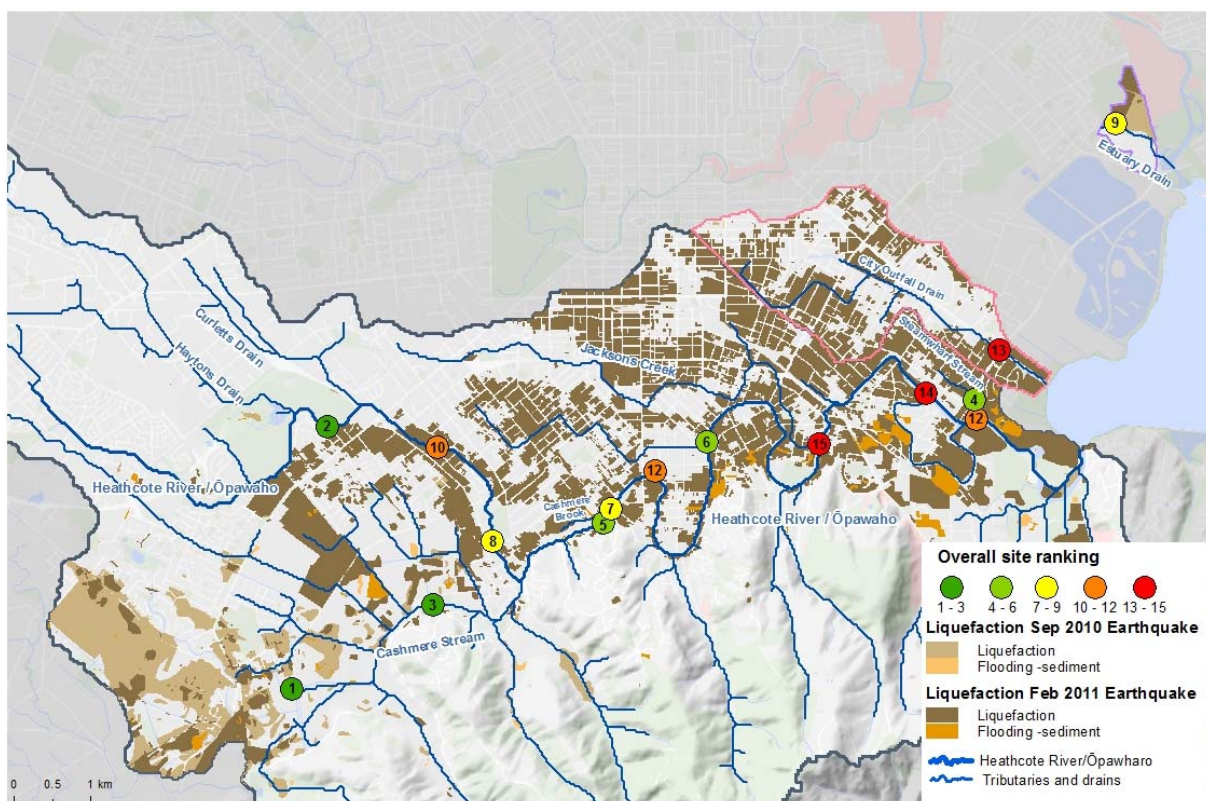 9
Estuary Drain
City Outfall Drain
Curletts Drain
Haytons Drain
Jacksons Creek
Steamwharf Stream
13
14
4
12
2
10
6
15
12
Heathcote River / Ōpawaho
Cashmere
Brook
7
5
Heathcote River / Ōpawaho
8
3
Cashmere Stream
1
Overall site ranking
1 - 3
4 - 6
7 - 9
10 - 12
13 - 15
Liquefaction Sep 2010 Earthquake
Liquefaction
Flooding -sediment
Liquefaction Feb 2011 Earthquake
Liquefaction
Flooding -sediment
Heathcote River/Ōpawharo
Tributaries and drains
0 0.5 1 km